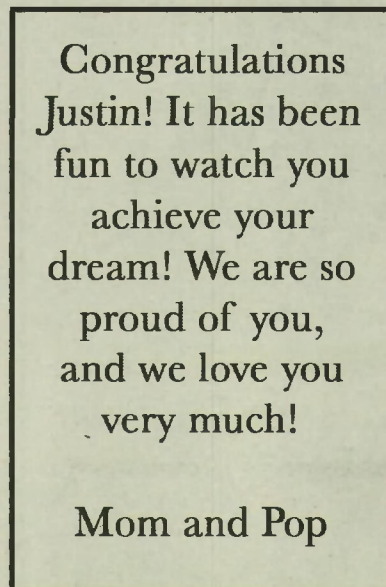 Congratulations
Justin! It has been
fun to watch you
achieve your
dream! We are so
proud of you,
and we love you
very much!
Mom and Pop